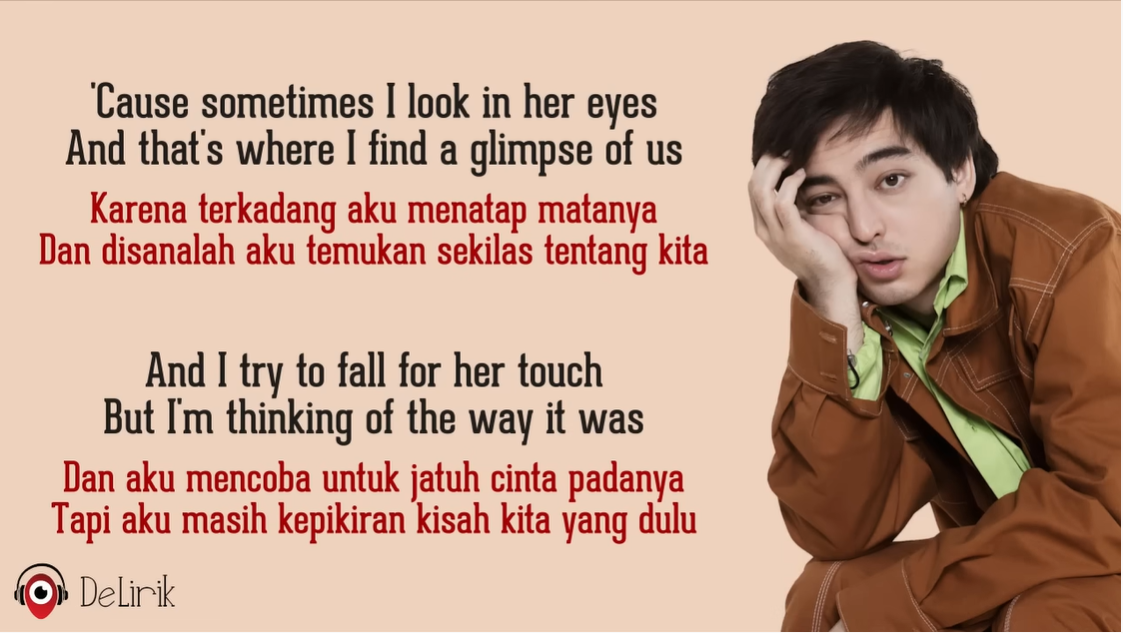 'Cause sometimes I look in her eyes
And that's where I find a glimpse of us
Karena terkadang aku menatap matanya
Dan disanalah aku temukan sekilas tentang kita
And I try to fall for her touch
But I'm thinking of the way it was
Dan aku mencoba untuk jatuh cinta padanya
Tapi aku masih kepikiran kisah kita yang dulu
DeLirik